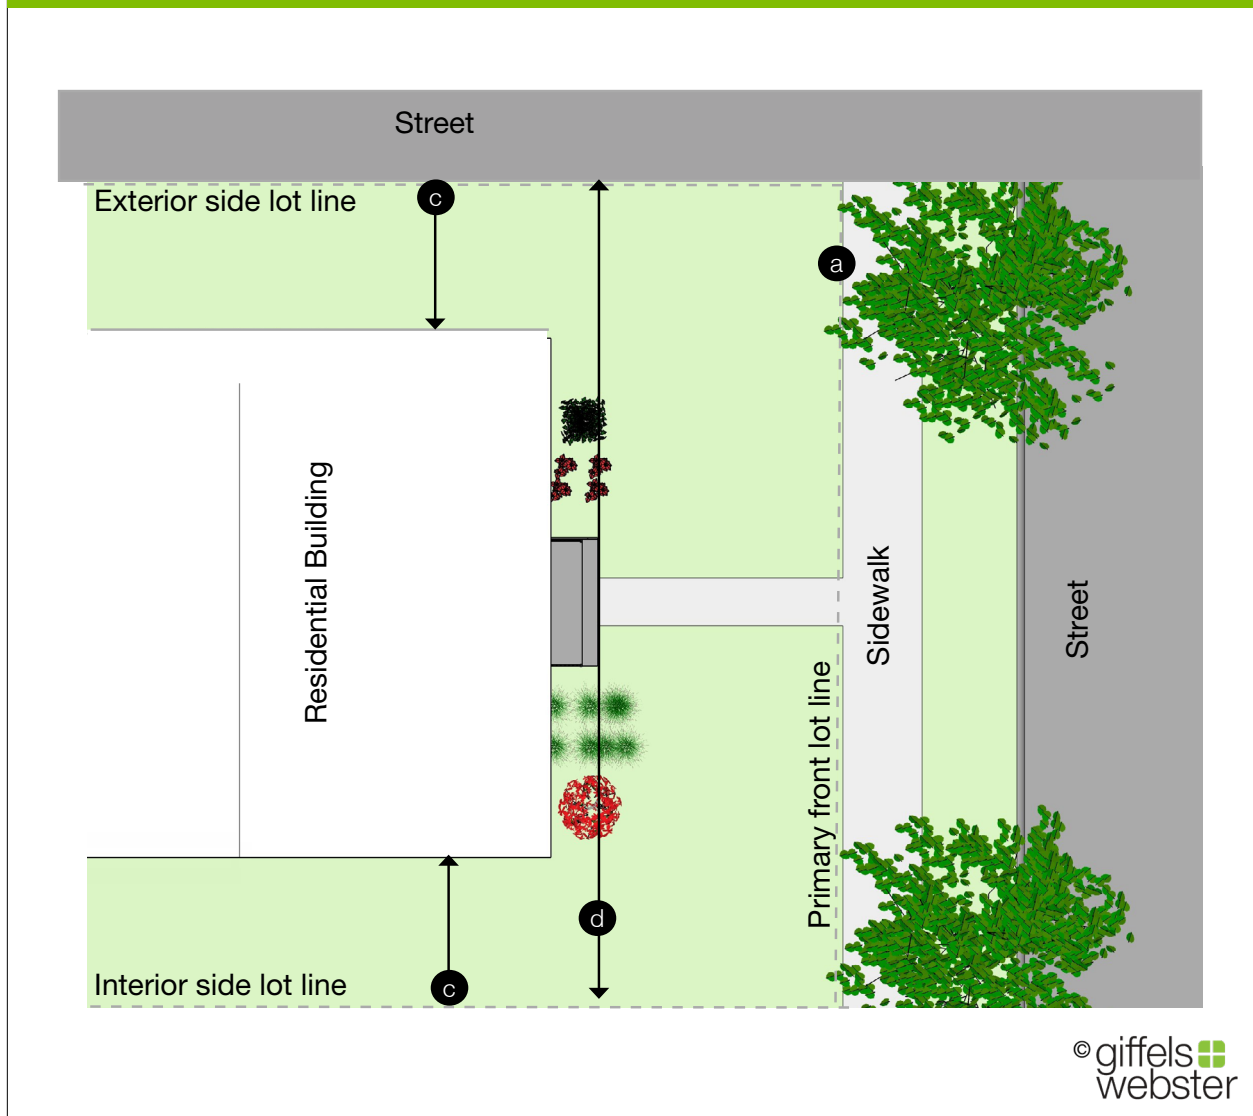 Street
Exterior side lot line
c
a
Residential Building
Sidewalk
Street
Primary front lot line
d
Interior side lot line
c
© giffels
webster